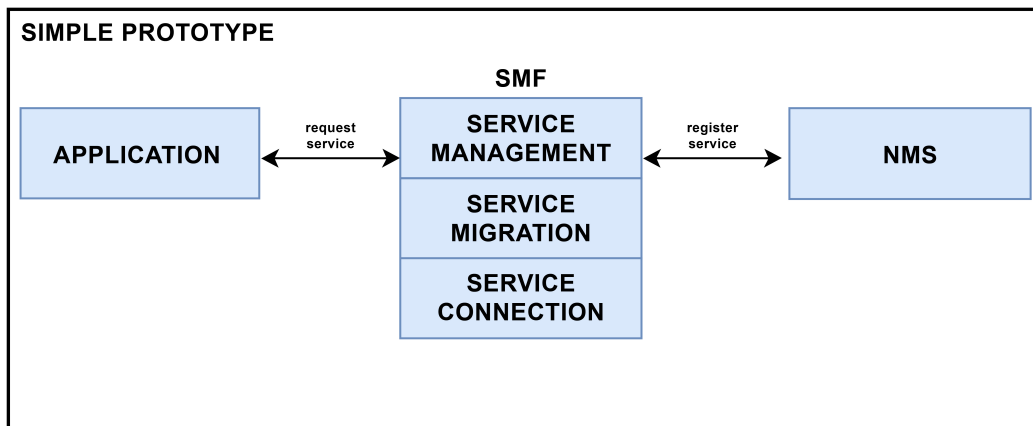 SIMPLE PROTOTYPE
SMF
APPLICATION
request
service
SERVICE
MANAGEMENT
register
service
NMS
SERVICE
MIGRATION
SERVICE
CONNECTION